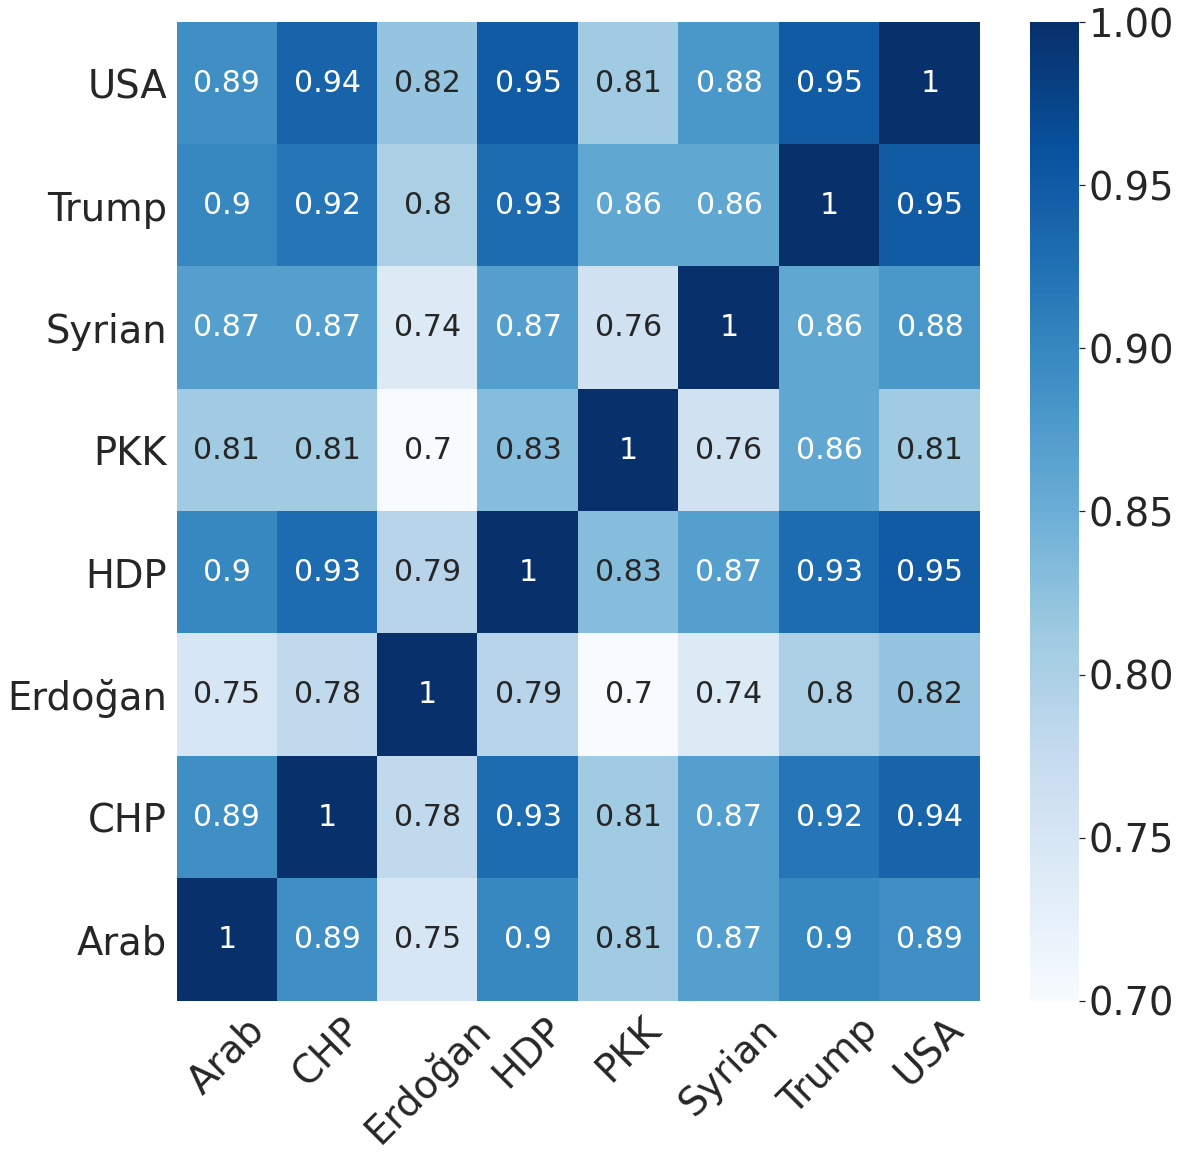 USA 0.89 0.94 0.82 0.95 0.81 0.88 0.95 1
Trump 0.9 0.92 0.8 0.93 0.86 0.86 1 0.95
Syrian 0.87 0.87 0.74 0.87 0.76 1 0.86 0.88
PKK 0.81 0.81 0.7 0.83 1 0.76 0.86 0.81
HDP 0.9 0.93 0.79 1 0.83 0.87 0.93 0.95
Erdoğan 0.75 0.78 1 0.79 0.7 0.74 0.8 0.82
CHP 0.89 1 0.78 0.93 0.81 0.87 0.92 0.94
Arab 1 0.89 0.75 0.9 0.81 0.87 0.9 0.89
Arab CHP Erdoğan HDP PKK Syrian Trump USA
1.00
0.95
0.90
0.85
0.80
0.75
0.70